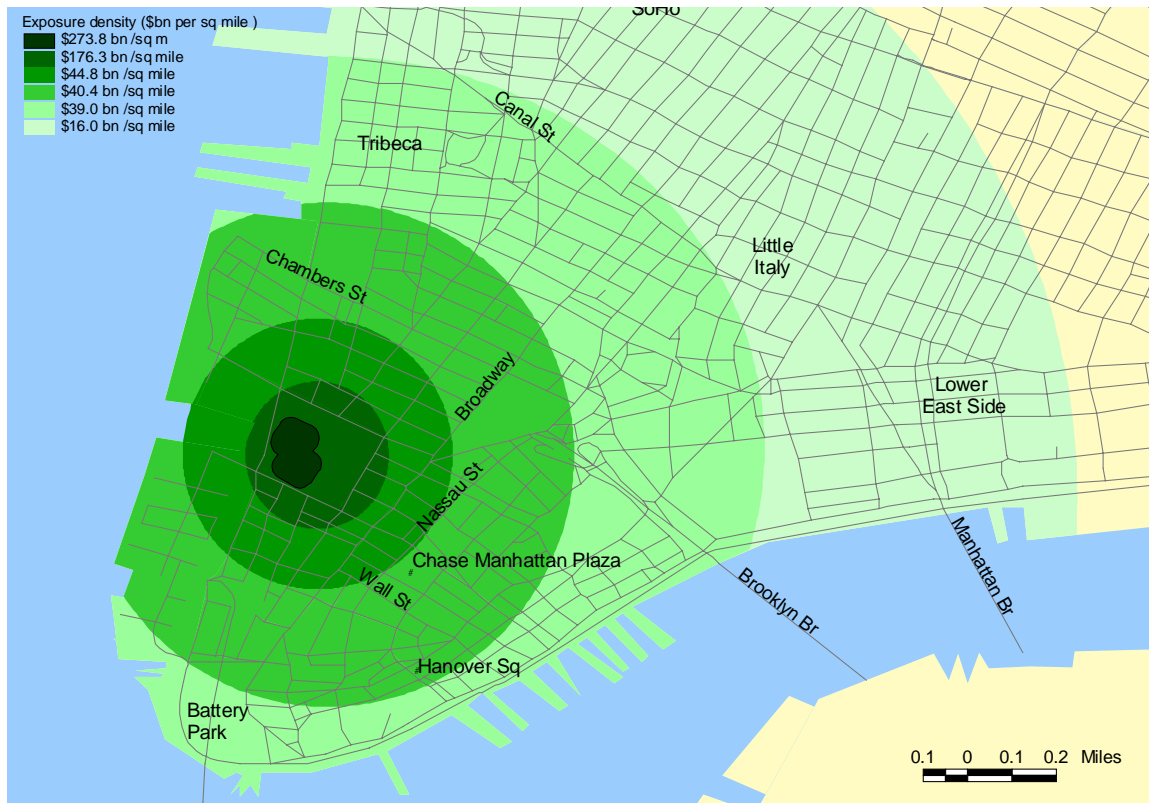 Exposure density ($bn per sq mile )
$273.8 bn /sq m
$176.3 bn /sq mile
$44.8 bn /sq mile
$40.4 bn /sq mile
$39.0 bn /sq mile
$16.0 bn /sq mile
SoHo
Canal St
Tribeca
Little
Italy
Chambers St
Broadway
Lower
East Side
Nassau St
Chase Manhattan Plaza
Wall St
Manhattan Br
Brooklyn Br
Hanover Sq
Battery
Park
0.1 0 0.1 0.2 Miles